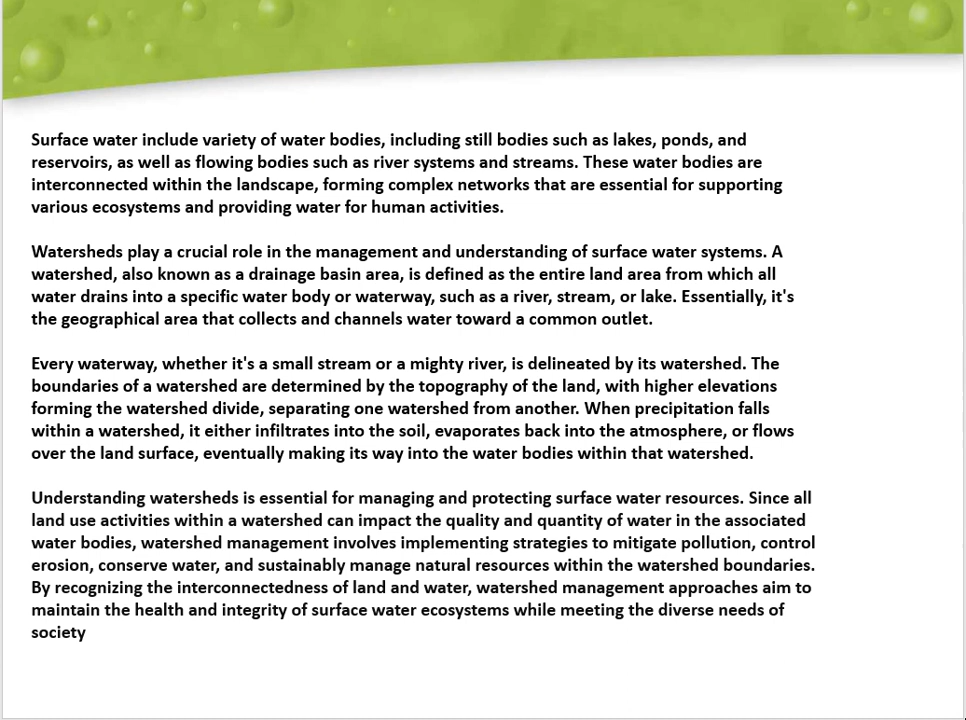 Surface water include variety of water bodies, including still bodies such as lakes, ponds, and
reservoirs, as well as flowing bodies such as river systems and streams. These water bodies are
interconnected within the landscape, forming complex networks that are essential for supporting
various ecosystems and providing water for human activities.
Watersheds play a crucial role in the management and understanding of surface water systems. A
watershed, also known as a drainage basin area, is defined as the entire land area from which all
water drains into a specific water body or waterway, such as a river, stream, or lake. Essentially, it's
the geographical area that collects and channels water toward a common outlet.
Every waterway, whether it's a small stream or a mighty river, is delineated by its watershed. The
boundaries of a watershed are determined by the topography of the land, with higher elevations
forming the watershed divide, separating one watershed from another. When precipitation falls
within a watershed, it either infiltrates into the soil, evaporates back into the atmosphere, or flows
over the land surface, eventually making its way into the water bodies within that watershed.
Understanding watersheds is essential for managing and protecting surface water resources. Since all
land use activities within a watershed can impact the quality and quantity of water in the associated
water bodies, watershed management involves implementing strategies to mitigate pollution, control
erosion, conserve water, and sustainably manage natural resources within the watershed boundaries.
By recognizing the interconnectedness of land and water, watershed management approaches aim to
maintain the health and integrity of surface water ecosystems while meeting the diverse needs of
society